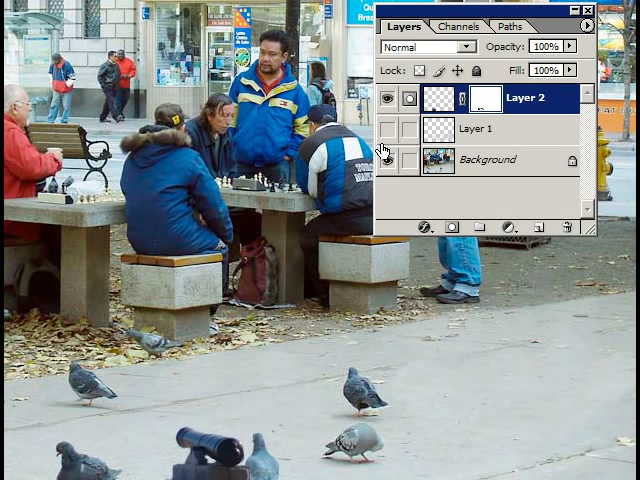 Layers
Channels
Paths
Normal
Opacity: 100%
Lock:
Fill: 100%
Layer 2
Layer 1
Background